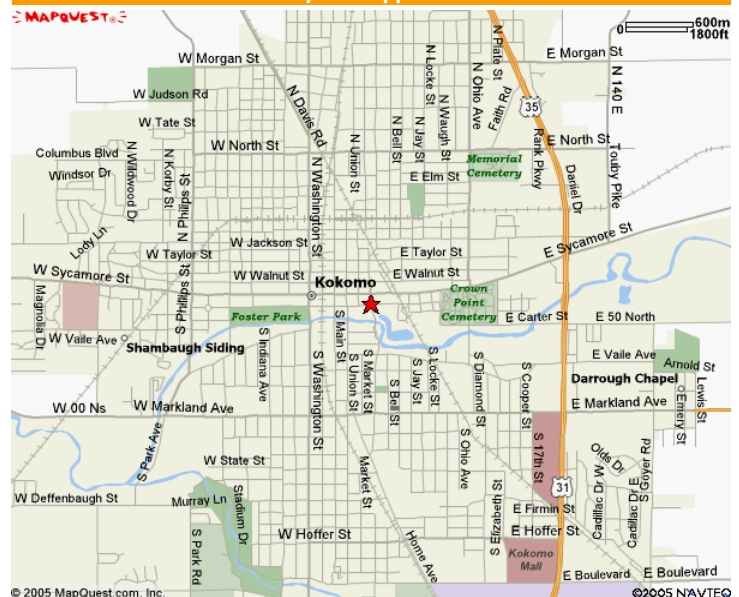 MAPQUEST®
600m
1800ft
W Morgan St
E Morgan St
N Plate St
N Locke St
N Ohio Ave
N 140 E
W Judson Rd
N Davis Rd
Faith Rd
35
W Tate St
N Waugh St
N Bell St
N Jay St
Rank Pkwy
W North St
E North St
Columbus Blvd
Windsor Dr
N Wildwood Dr
N Korby St
N Philips St
N Washington St
N Union St
E Elm St
Memorial
Cemetery
Daniel Dr
Touby Pike
Lody Ln
W Jackson St
E Taylor St
E Sycamore St
W Taylor St
W Sycamore St
W Walnut St
E Walnut St
Kokomo
Crown
Point
Cemetery
Magnolia Dr
S Phillips St
Foster Park
E Carter St
E 50 North
W Vaile Ave
Shambaugh Siding
S Indiana Ave
S Main St
S Union St
S Market St
S Washington St
S Bell St
S Jay St
S Locke St
S Diamond St
S Cooper St
E Vaile Ave
Arnold St
Darrough Chapel
Lewis St
Emery St
W 00 Ns
W Markland Ave
E Markland Ave
S Park Ave
S 17th St
S Ohio Ave
W State St
Market St
Olds Dr
Cadillac Dr W
Cadillac Dr E
S Goyer Rd
31
W Deffenbaugh St
Murray Ln
Stadium Dr
S Elizabeth St
E Firmin St
W Hoffer St
E Hoffer St
S Park Rd
Home Ave
Kokomo
Mall
E Boulevard
E Boulevard
© 2005 MapQuest.com, Inc.
©2005 NAVTEQ